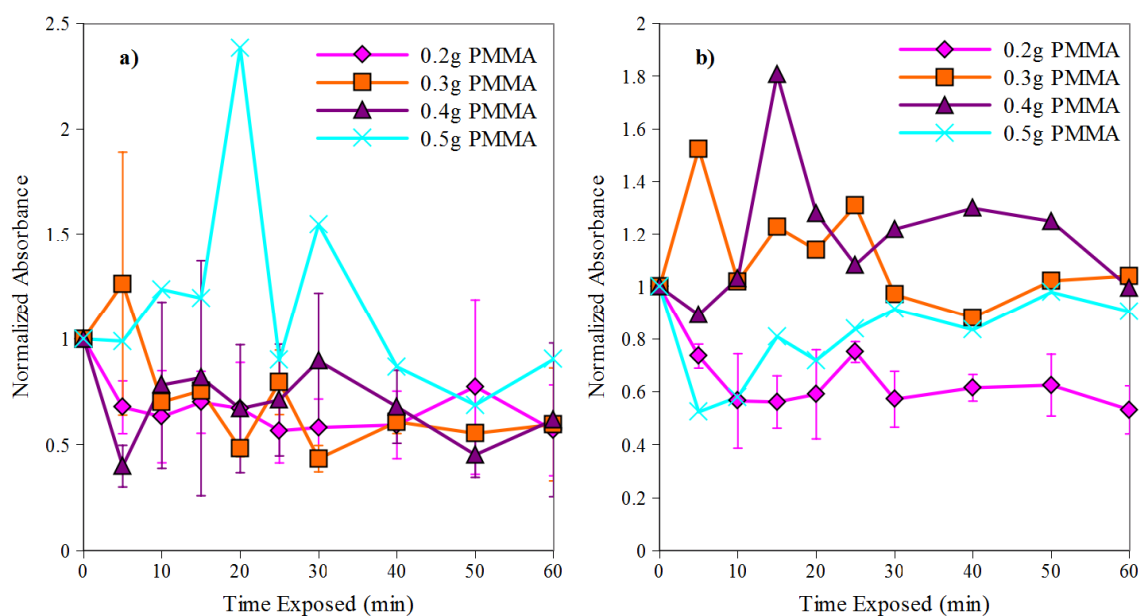 a)
0.2g PMMA
0.3g PMMA
0.4g PMMA
0.5g PMMA
2.5
2
1.5
1
0.5
0
Normalized Absorbance
0 10 20 30 40 50 60
Time Exposed (min)
b)
0.2g PMMA
0.3g PMMA
0.4g PMMA
0.5g PMMA
2
1.8
1.6
1.4
1.2
1
0.8
0.6
0.4
0.2
0
Normalized Absorbance
0 10 20 30 40 50 60
Time Exposed (min)